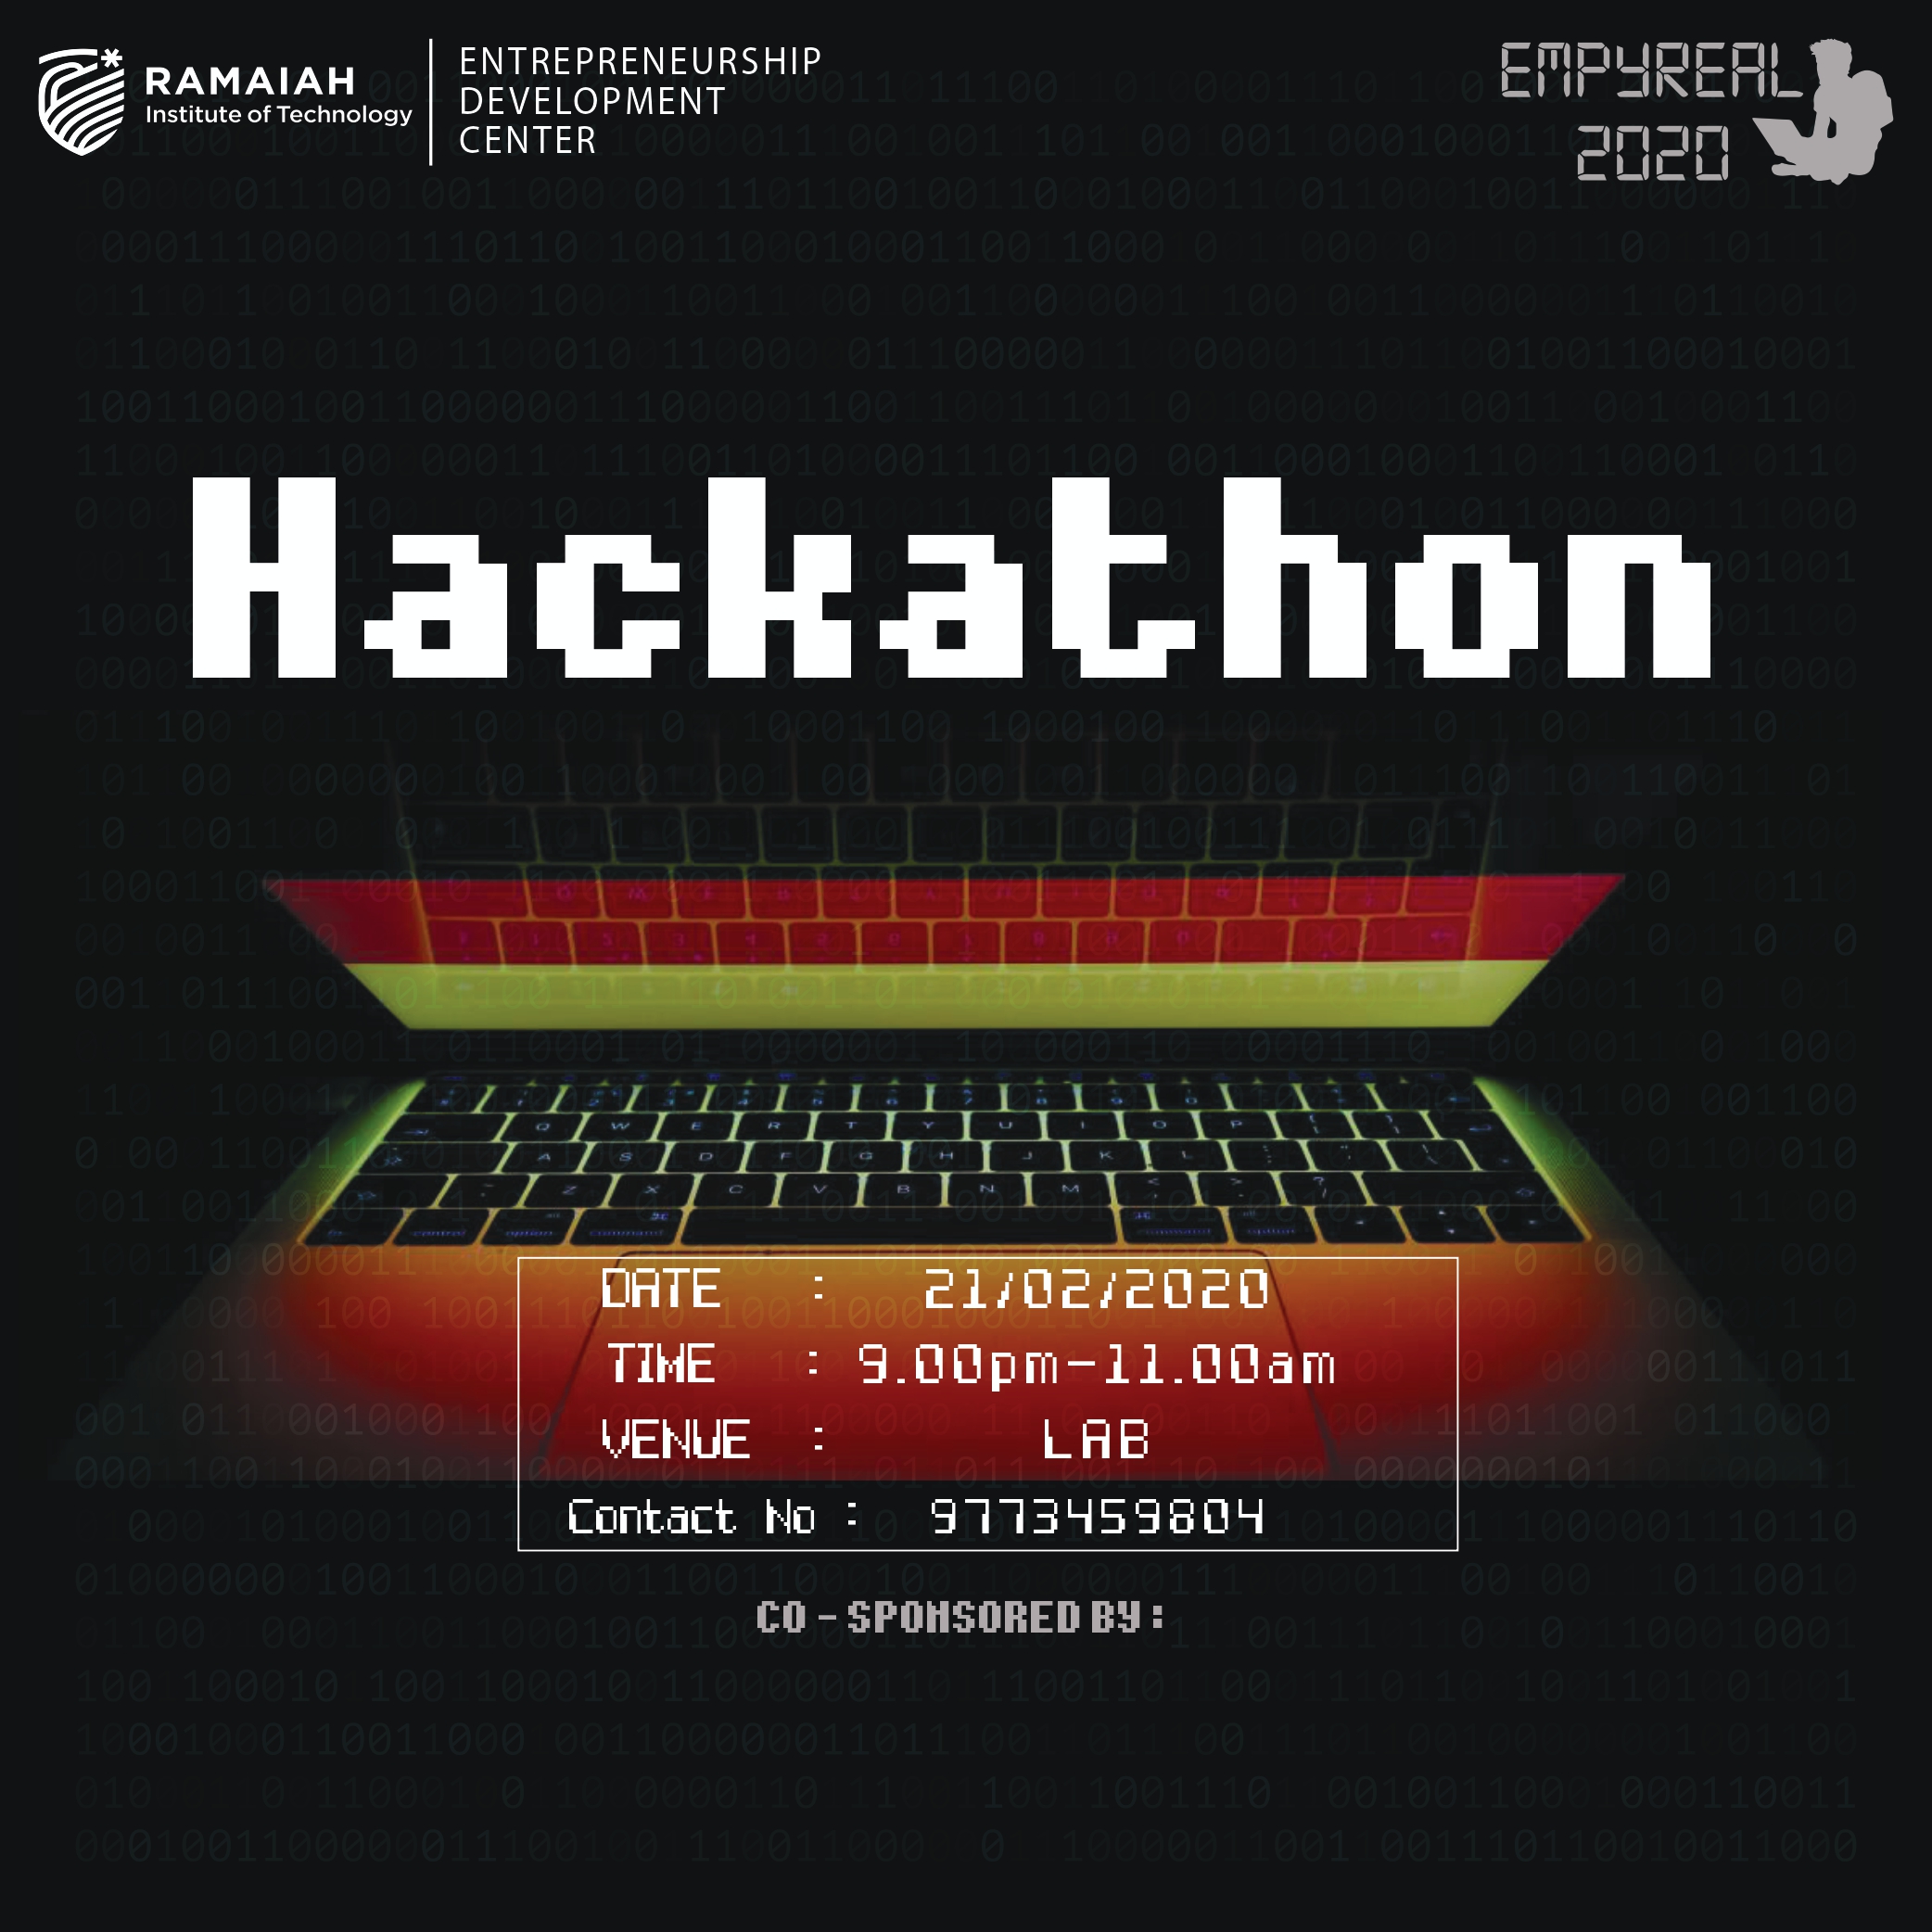 RAMAIAH
Institute of Technology
ENTREPRENEURSHIP
DEVELOPMENT
CENTER
EMPYREAL
2020
Hackathon
DATE : 21/02/2020
TIME : 9.00pm-11.00am
VENUE : LAB
Contact No : 9773459804
CO - SPONSORED BY :